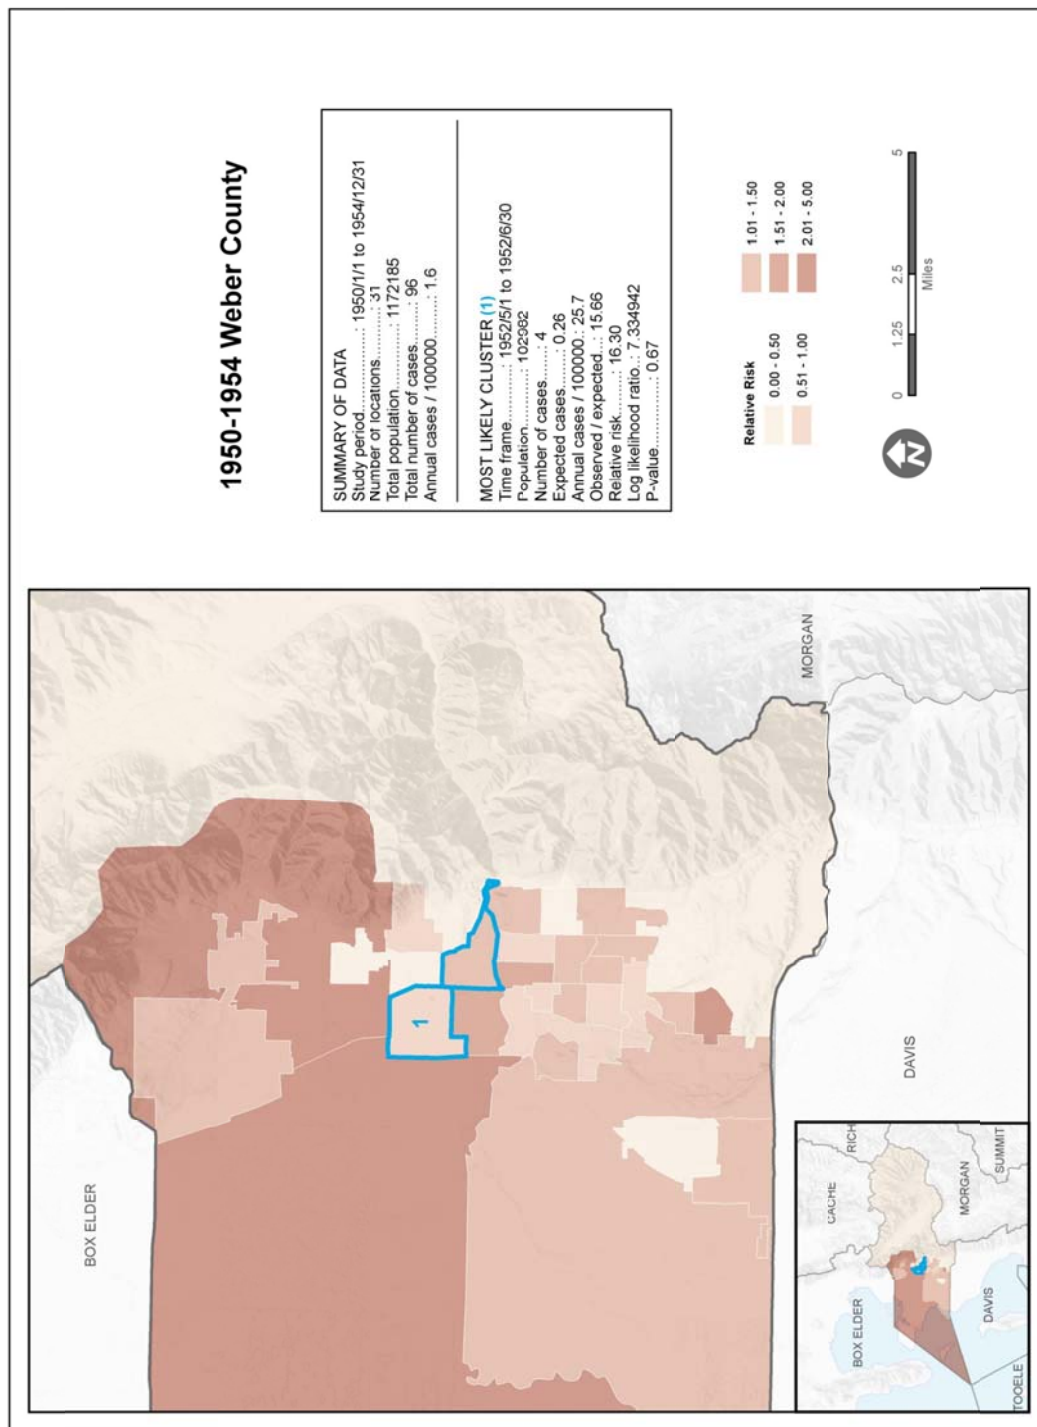 1950-1954 Weber County
SUMMARY OF DATA
Study period....................: 1950/1/1 to 1954/12/31
Number of locations.........: 31
Total population................: 1172185
Total number of cases.......: 96
Annual cases / 100000......: 1.6
MOST LIKELY CLUSTER (1)
Time frame..............: 1952/5/1 to 1952/6/30
Population...............: 102982
Number of cases.....: 4
Expected cases.......: 0.26
Annual cases / 100000.: 25.7
Observed / expected...: 15.66
Relative risk..........: 16.30
Log likelihood ratio..: 7.334942
P-value...............: 0.67
Relative Risk
0.00 - 0.50
0.51 - 1.00
1.01 - 1.50
1.51 - 2.00
2.01 - 5.00
N
0 1.25 2.5 5
Miles
BOX ELDER
MORGAN
DAVIS
1
CACHE
RICH
BOX ELDER
MORGAN
SUMMIT
DAVIS
TOOELE